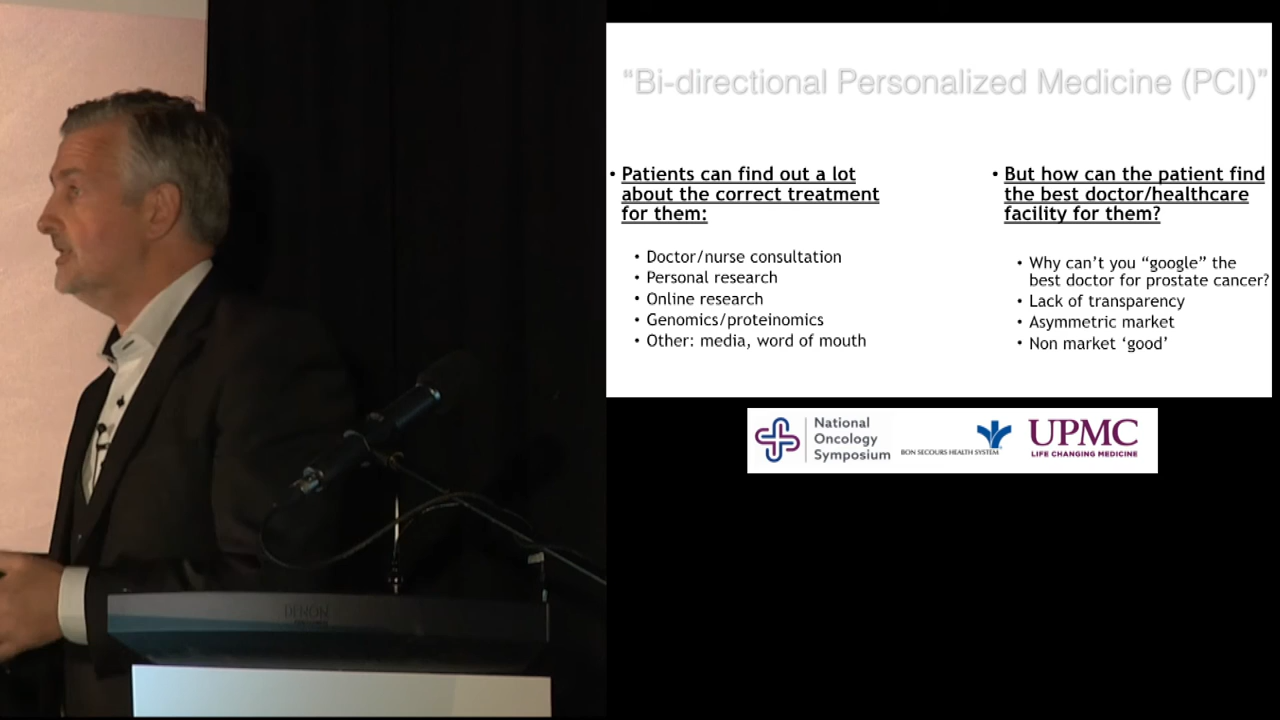 “Bi-directional Personalized Medicine (PCI)”
• Patients can find out a lot
about the correct treatment
for them:
• Doctor/nurse consultation
• Personal research
• Online research
• Genomics/proteinomics
• Other: media, word of mouth
• But how can the patient find
the best doctor/healthcare
facility for them?
• Why can’t you “google” the
best doctor for prostate cancer?
• Lack of transparency
• Asymmetric market
• Non market ‘good’
National
Oncology
Symposium
BON SECOURS HEALTH SYSTEM
UPMC
LIFE CHANGING MEDICINE
DENON